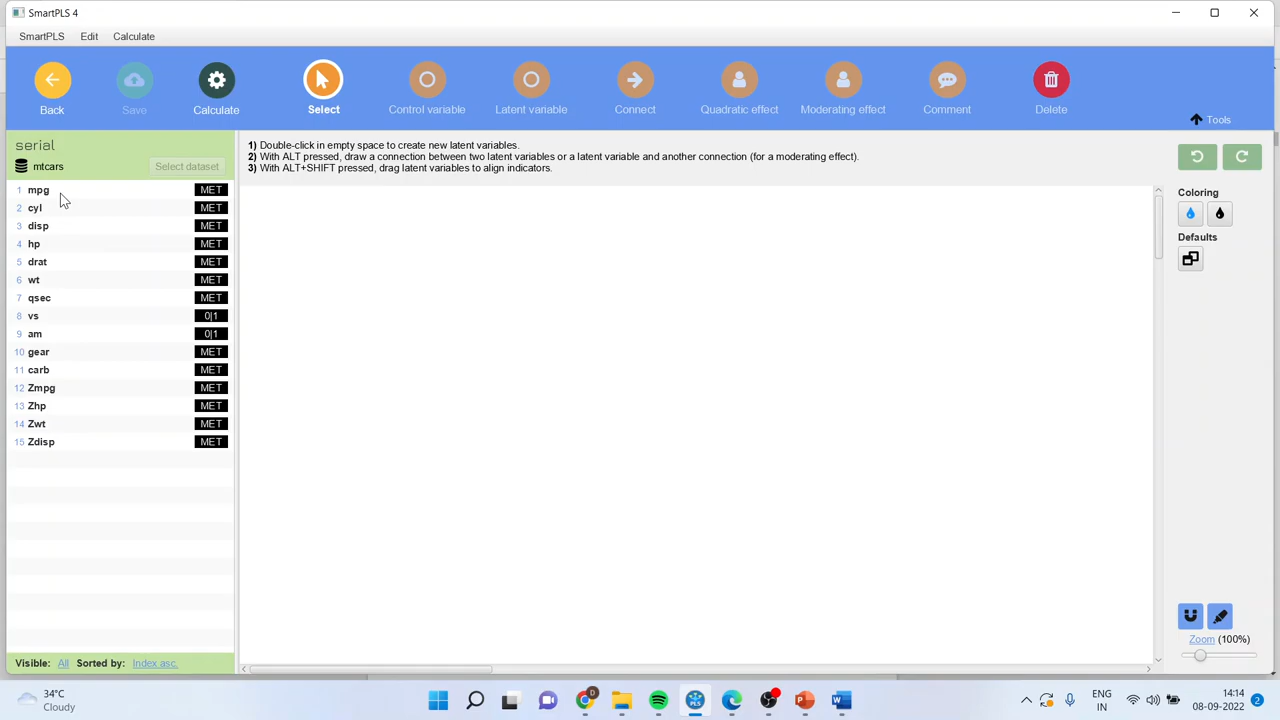 SmartPLS 4
SmartPLS Edit Calculate
Back Save Calculate Select Control variable Latent variable Connect Quadratic effect Moderating effect Comment Delete
Tools
serial
mtcars Select dataset
1) Double-click in empty space to create new latent variables.
2) With ALT pressed, draw a connection between two latent variables or a latent variable and another connection (for a moderating effect).
3) With ALT+SHIFT pressed, drag latent variables to align indicators.
1 mpg MET
2 cyl MET
3 disp MET
4 hp MET
5 drat MET
6 wt MET
7 qsec MET
8 vs 0|1
9 am 0|1
10 gear MET
11 carb MET
12 Zmpg MET
13 Zhp MET
14 Zwt MET
15 Zdisp MET
Coloring
Defaults
Zoom (100%)
Visible: All Sorted by: Index asc.
34°C
Cloudy
D
PLS
ENG
IN
14:14
08-09-2022
2